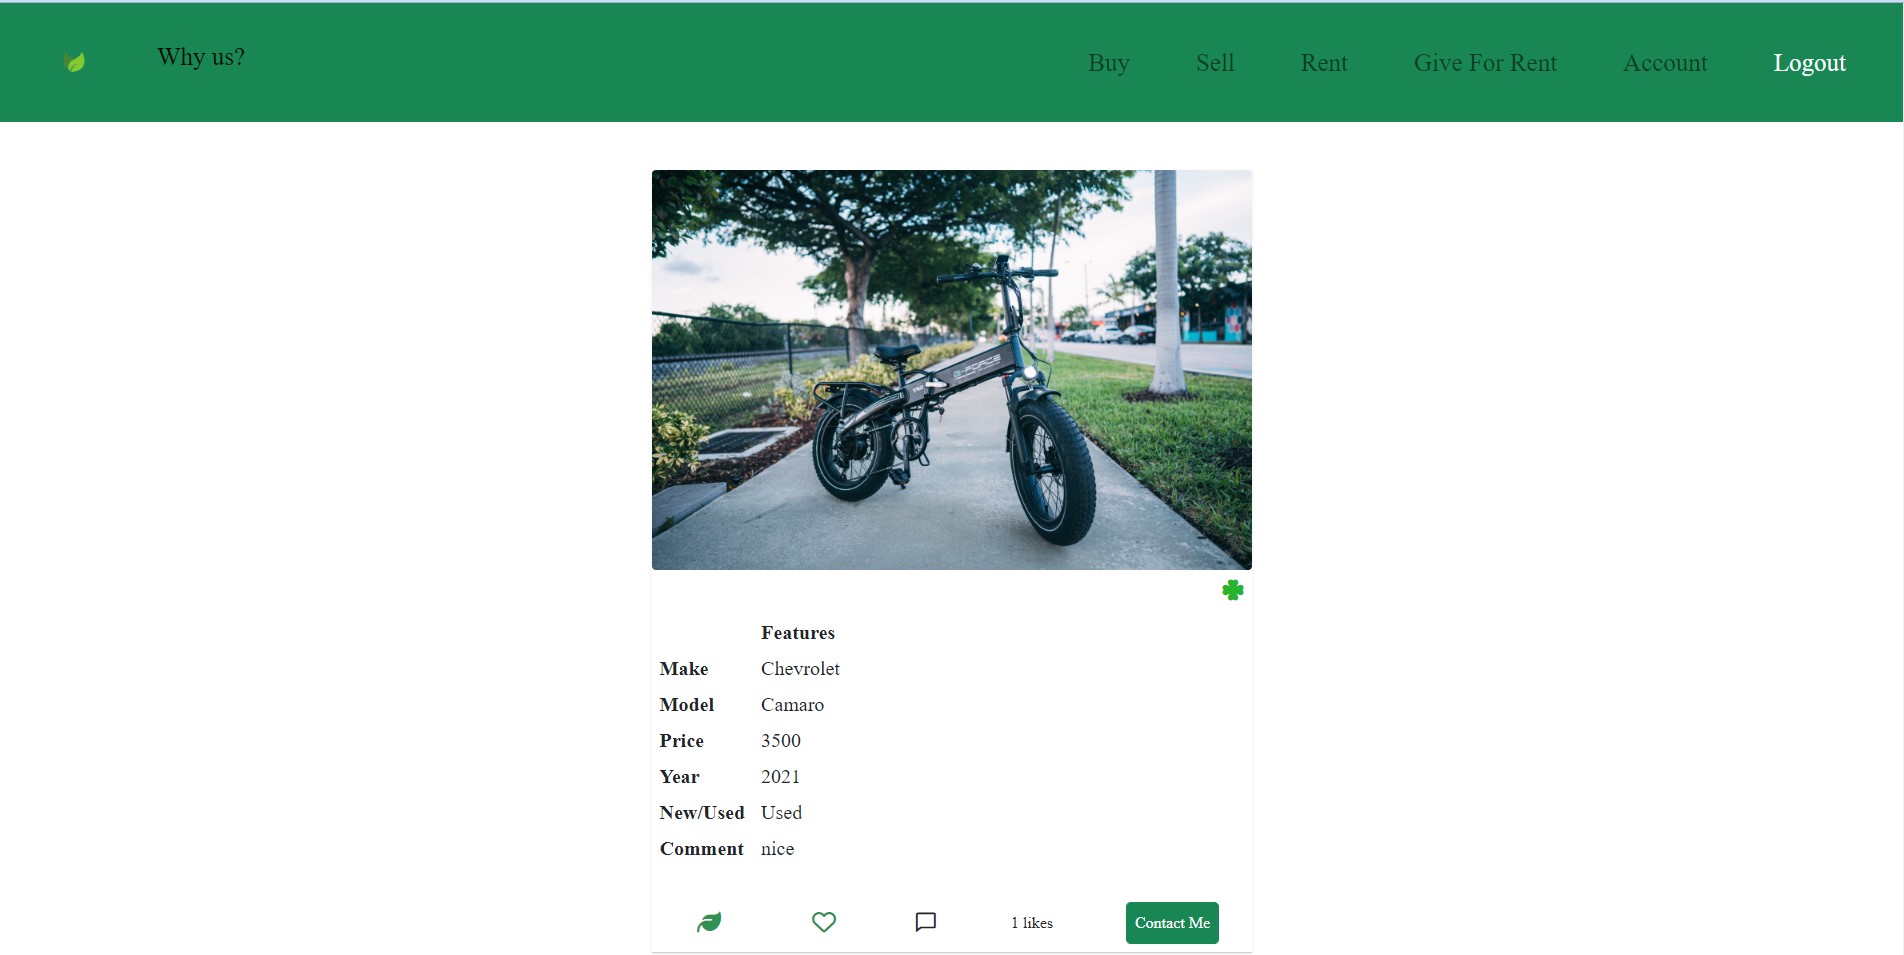 Why us?
Buy Sell Rent Give For Rent Account Logout
Features
Make Chevrolet
Model Camaro
Price 3500
Year 2021
New/Used Used
Comment nice
1 likes Contact Me